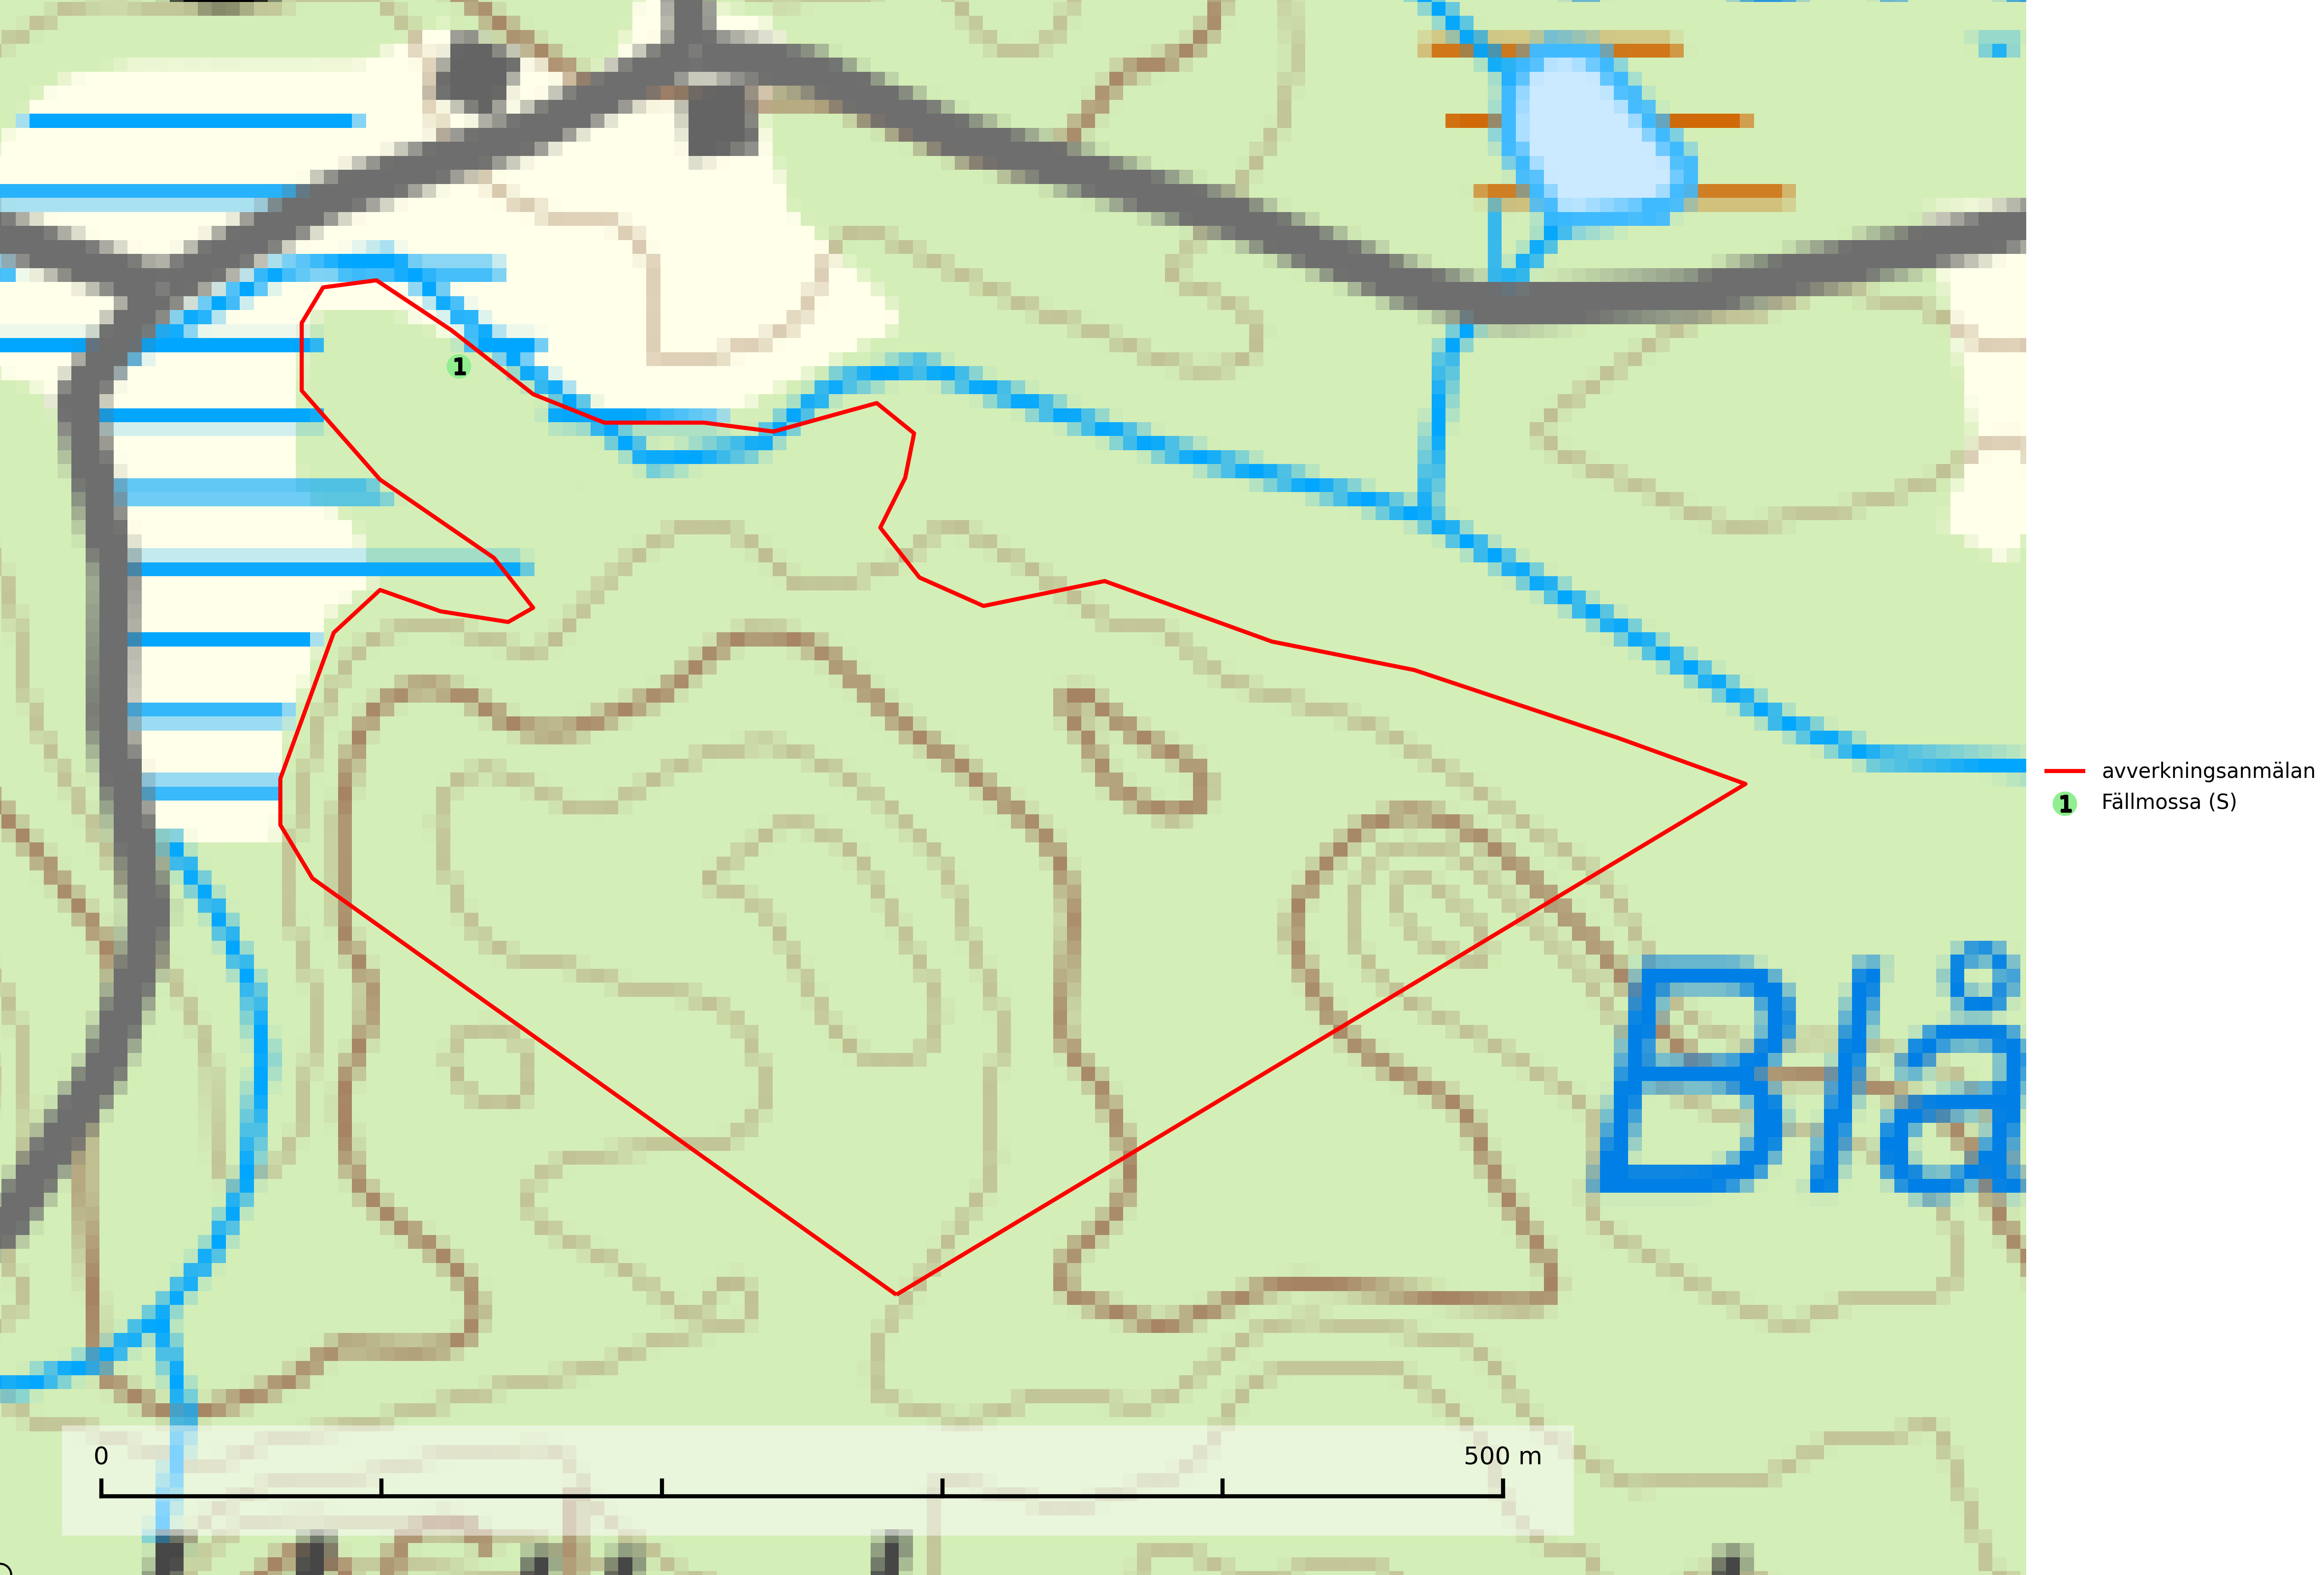 1
avverkningsanmälan
1 Fällmossa (S)
Blå
0 500 m